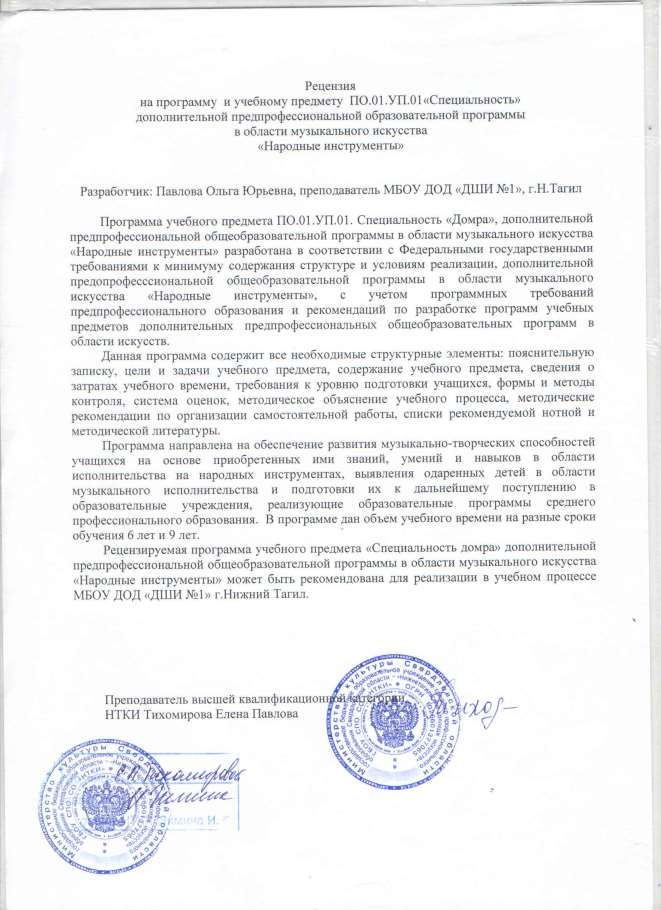 Рецензия
на программу и учебному предмету ПО.01.УП.01«Специальность»
дополнительной предпрофессиональной образовательной программы
в области музыкального искусства
«Народные инструменты»
Разработчик: Павлова Ольга Юрьевна, преподаватель МБОУ ДОД «ДШИ №1», г.Н.Тагил
Программа учебного предмета ПО.01.УП.01. Специальность «Домра», дополнительной
предпрофессиональной общеобразовательной программы в области музыкального искусства
«Народные инструменты» разработана в соответствии с Федеральными государственными
требованиями к минимуму содержания структуре и условиям реализации, дополнительной
предопрофесссиональной общеобразовательной программы в области музыкального
искусства «Народные инструменты», с учетом программных требований
предпрофессионального образования и рекомендаций по разработке программ учебных
предметов дополнительных предпрофессиональных общеобразовательных программ в
области искусств.
Данная программа содержит все необходимые структурные элементы: пояснительную
записку, цели и задачи учебного предмета, содержание учебного предмета, сведения о
затратах учебного времени, требования к уровню подготовки учащихся, формы и методы
контроля, система оценок, методическое объяснение учебного процесса, методические
рекомендации по организации самостоятельной работы, списки рекомендуемой нотной и
методической литературы.
Программа направлена на обеспечение развития музыкально-творческих способностей
учащихся на основе приобретенных ими знаний, умений и навыков в области
исполнительства на народных инструментах, выявления одаренных детей в области
музыкального исполнительства и подготовки их к дальнейшему поступлению в
образовательные учреждения, реализующие образовательные программы среднего
профессионального образования. В программе дан объем учебного времени на разные сроки
обучения 6 лет и 9 лет.
Рецензируемая программа учебного предмета «Специальность домра» дополнительной
предпрофессиональной общеобразовательной программы в области музыкального искусства
«Народные инструменты» может быть рекомендована для реализации в учебном процессе
МБОУ ДОД «ДШИ №1» г.Нижний Тагил.
Преподаватель высшей квалификационной категории
НТКИ Тихомирова Елена Павлова
Министерство культуры Свердловской области
Министерство культуры Свердловской области